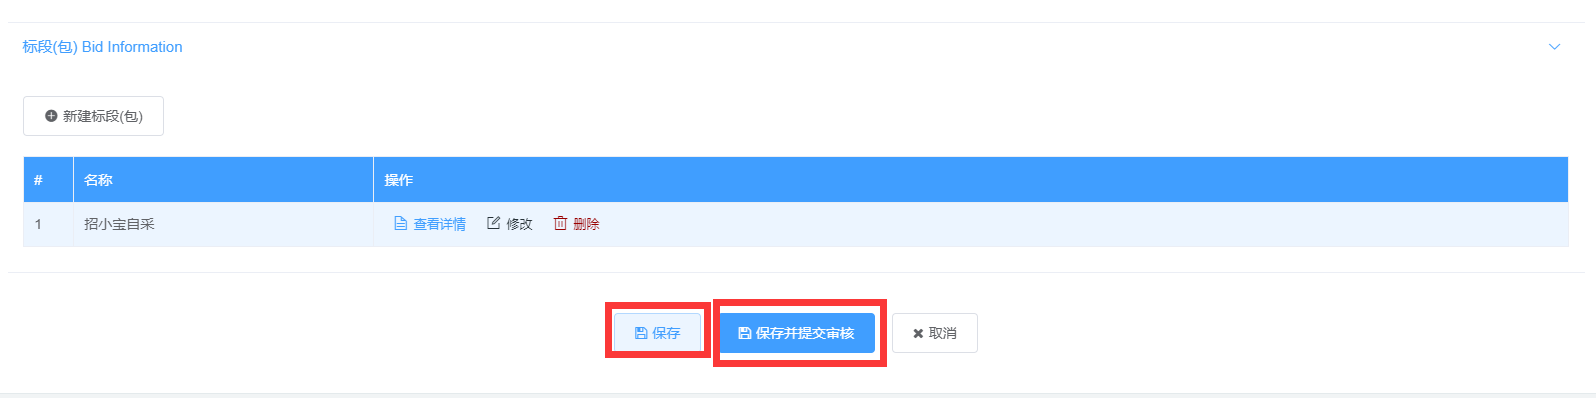 标段(包) Bid Information
新建标段(包)
# 名称 操作
1 招小宝自采 查看详情 修改 删除
保存 保存并提交审核 取消